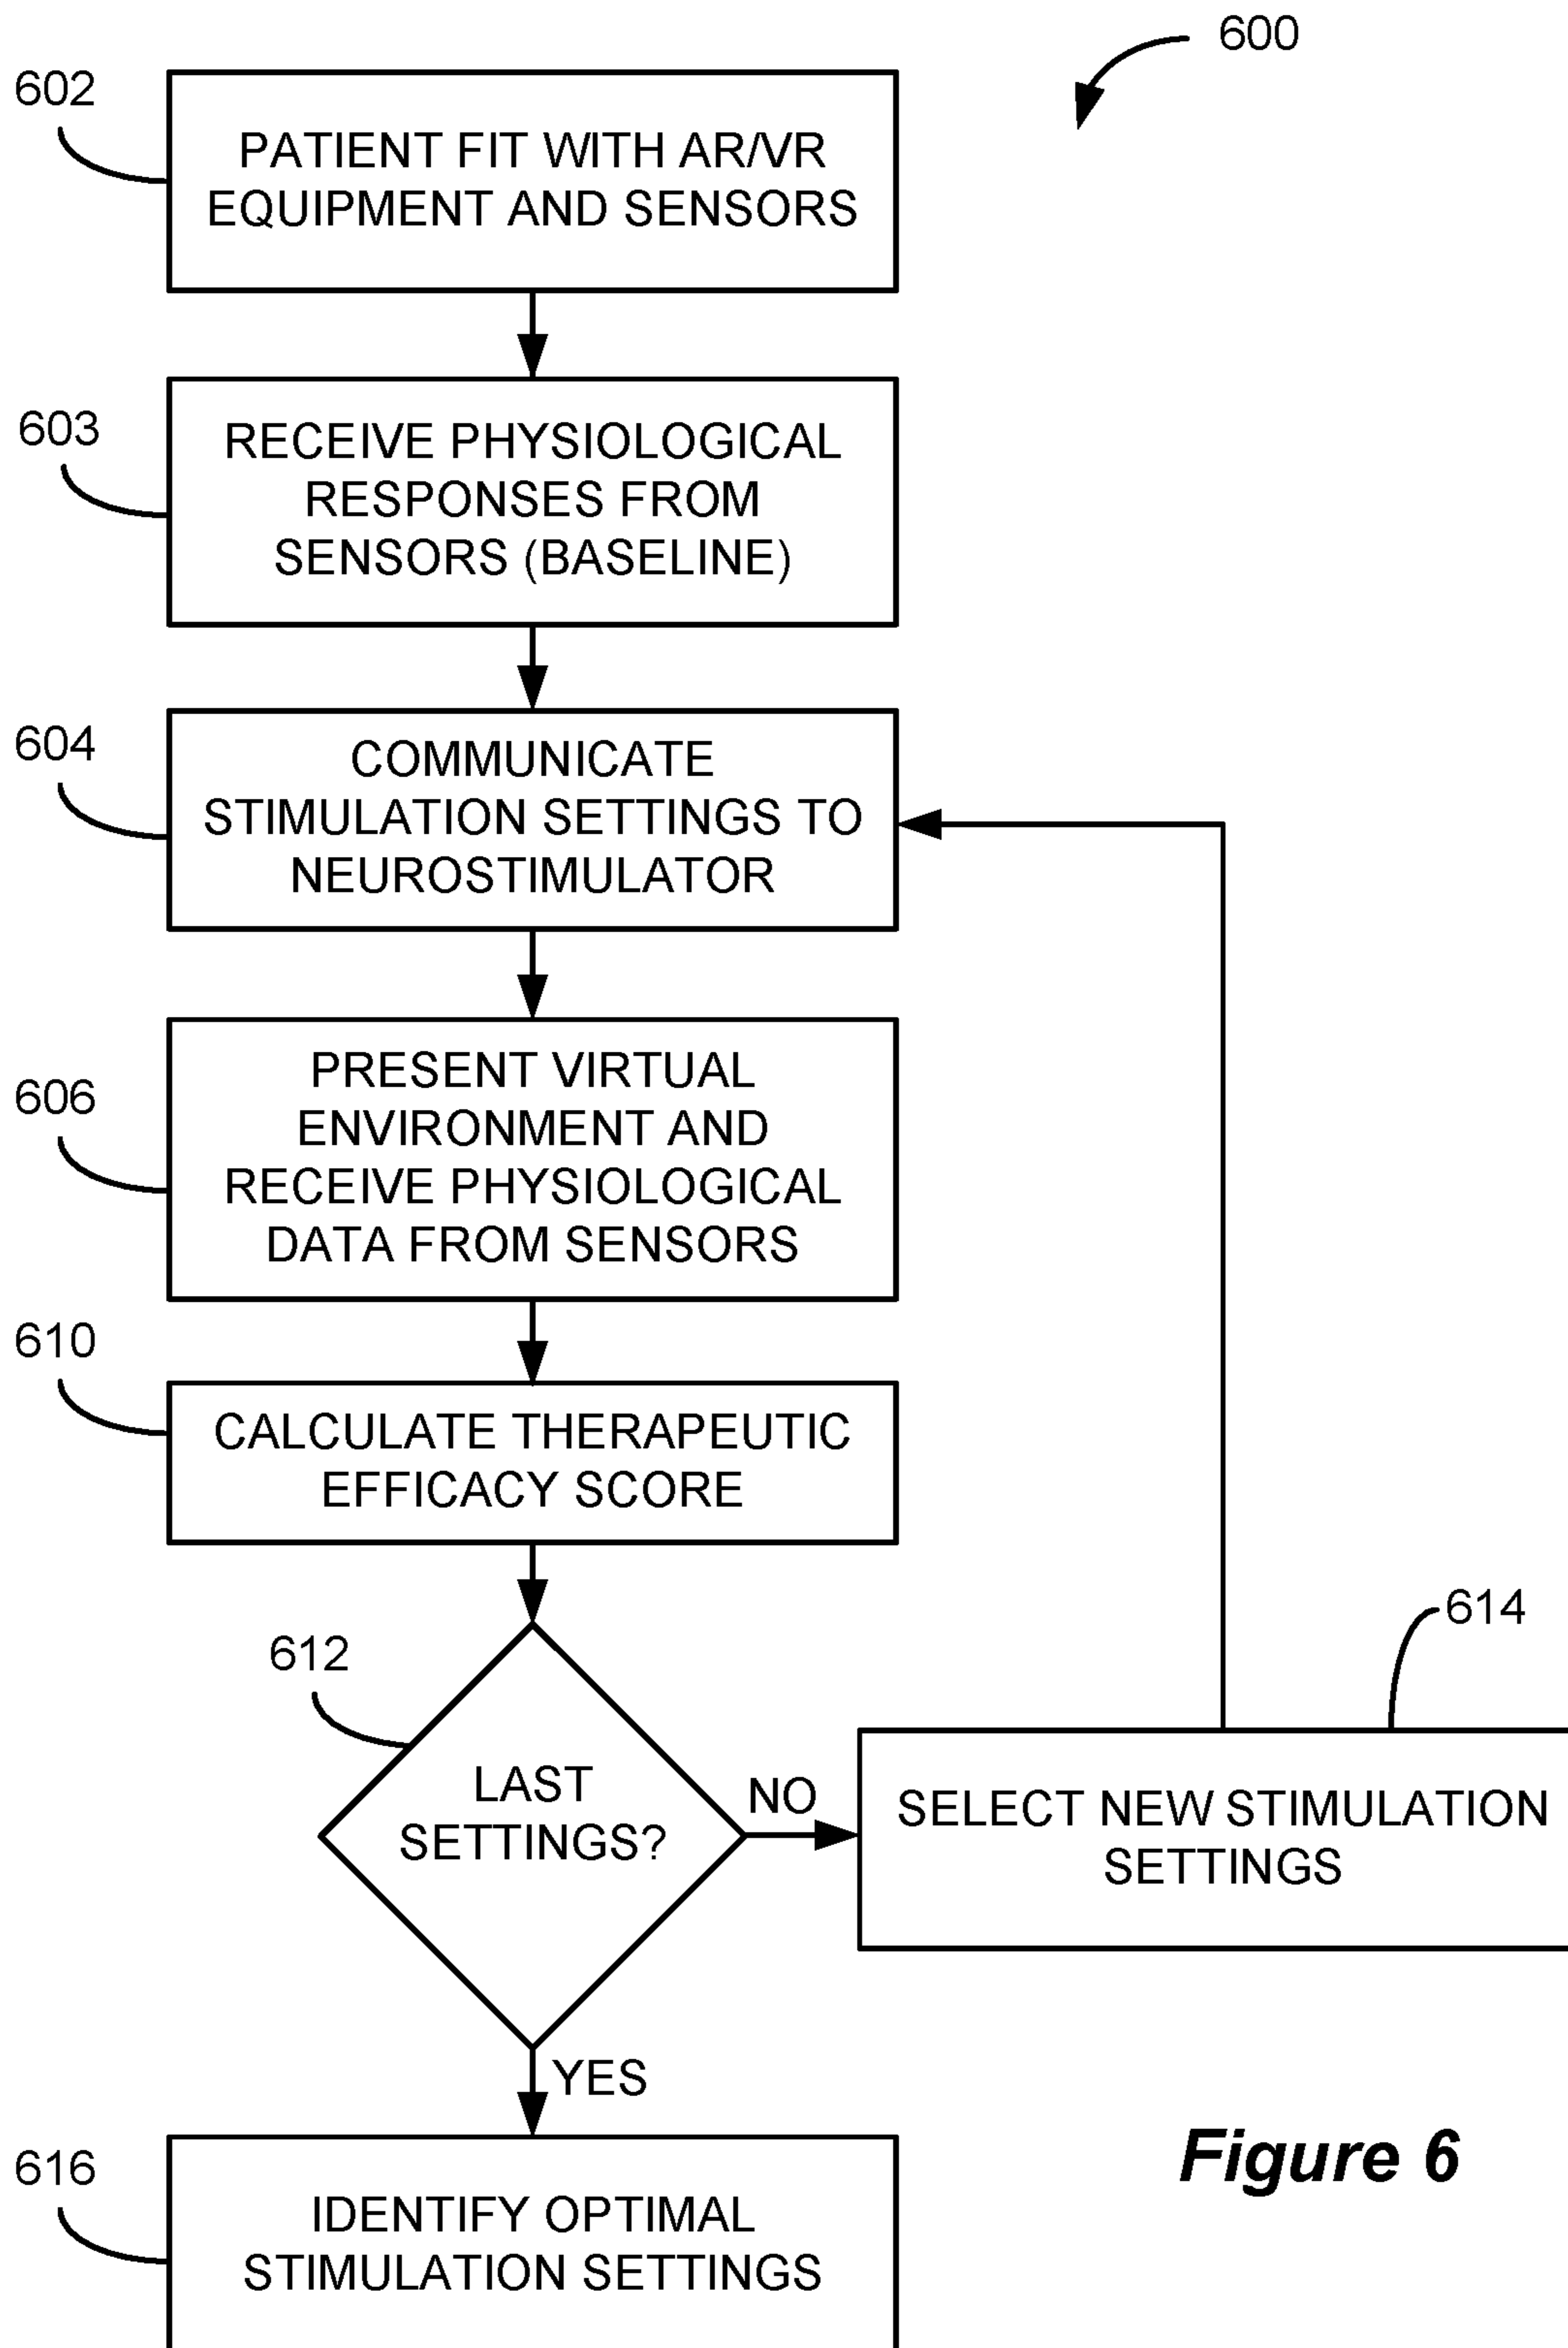 600
602
PATIENT FIT WITH AR/VR
EQUIPMENT AND SENSORS
603
RECEIVE PHYSIOLOGICAL
RESPONSES FROM
SENSORS (BASELINE)
604
COMMUNICATE
STIMULATION SETTINGS TO
NEUROSTIMULATOR
606
PRESENT VIRTUAL
ENVIRONMENT AND
RECEIVE PHYSIOLOGICAL
DATA FROM SENSORS
610
CALCULATE THERAPEUTIC
EFFICACY SCORE
612
LAST
SETTINGS?
NO
614
SELECT NEW STIMULATION
SETTINGS
YES
616
IDENTIFY OPTIMAL
STIMULATION SETTINGS
Figure 6